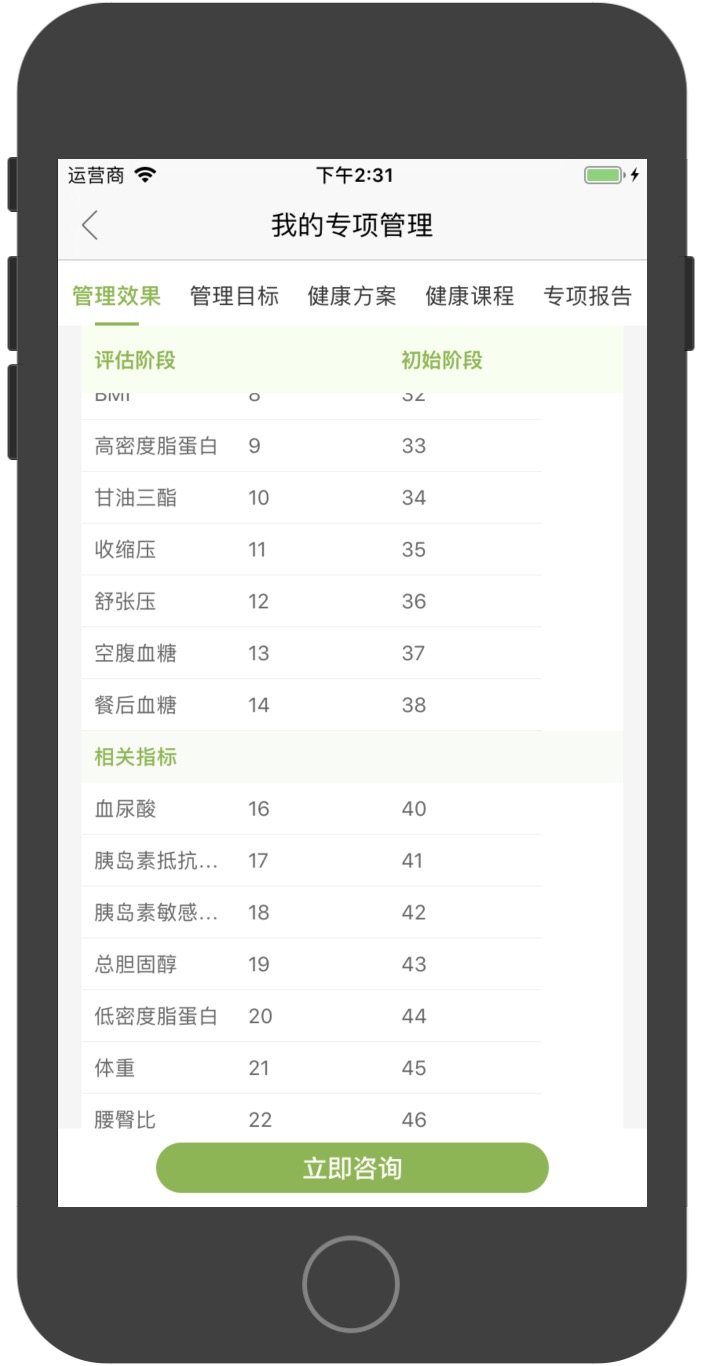 运营商 下午2:31
我的专项管理
管理效果 管理目标 健康方案 健康课程 专项报告
评估阶段 初始阶段
BMI 8 32
高密度脂蛋白 9 33
甘油三酯 10 34
收缩压 11 35
舒张压 12 36
空腹血糖 13 37
餐后血糖 14 38
相关指标
血尿酸 16 40
胰岛素抵抗... 17 41
胰岛素敏感... 18 42
总胆固醇 19 43
低密度脂蛋白 20 44
体重 21 45
腰臀比 22 46
立即咨询